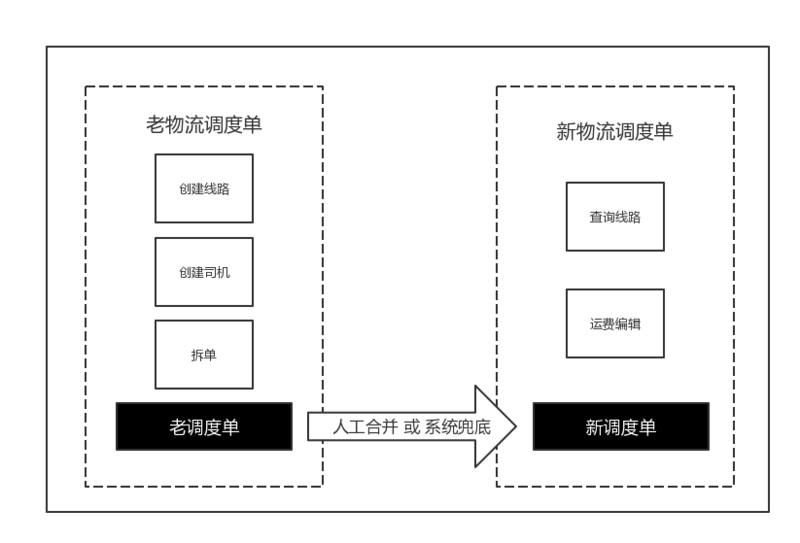 老物流调度单
创建线路
创建司机
拆单
老调度单
人工合并 或 系统兜底
新物流调度单
查询线路
运费编辑
新调度单